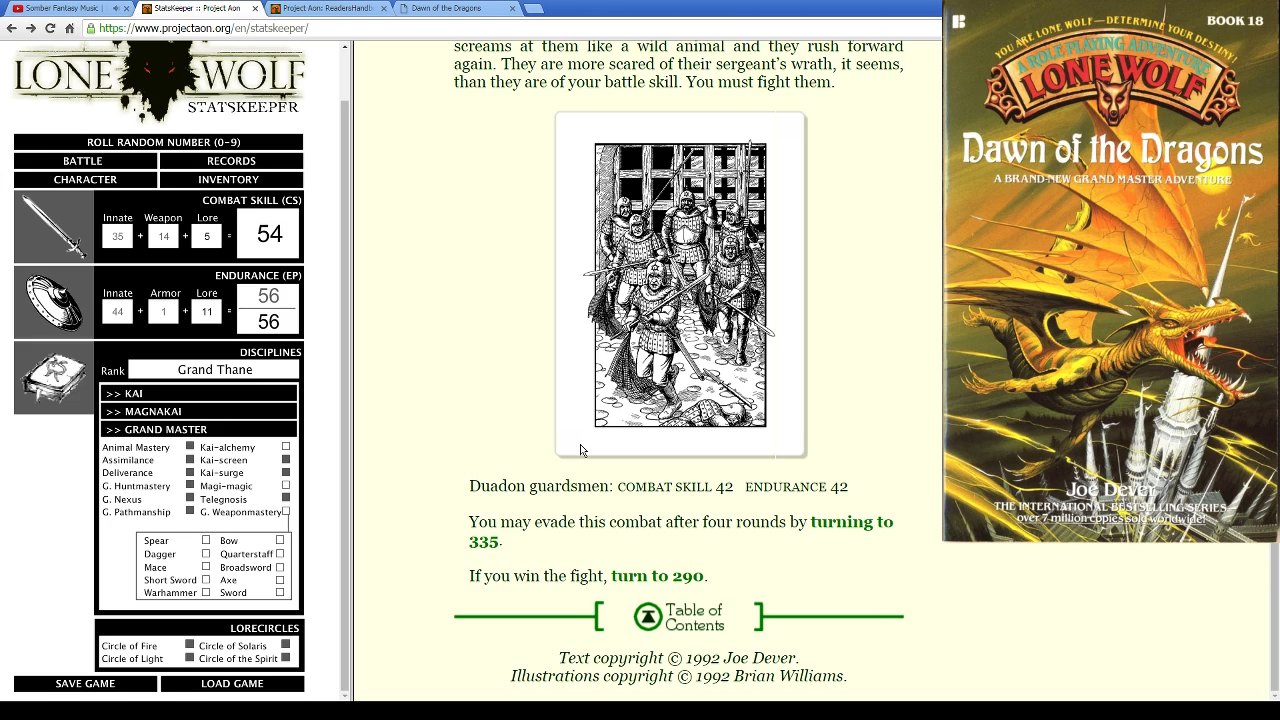 Somber Fantasy Music |
StatsKeeper :: Project Aon
Project Aon: ReadersHandb
Dawn of the Dragons
https://www.projectaon.org/en/statskeeper/
LONE WOLF
STATSKEEPER
ROLL RANDOM NUMBER (0-9)
BATTLE RECORDS
CHARACTER INVENTORY
COMBAT SKILL (CS)
Innate Weapon Lore
35 + 14 + 5 = 54
ENDURANCE (EP)
Innate Armor Lore 56
44 + 1 + 11 = 56
DISCIPLINES
Rank Grand Thane
>> KAI
>> MAGNAKAI
>> GRAND MASTER
Animal Mastery Kai-alchemy
Assimilance Kai-screen
Deliverance Kai-surge
G. Huntmastery Magi-magic
G. Nexus Telegnosis
G. Pathmanship G. Weaponmastery
Spear Bow
Dagger Quarterstaff
Mace Broadsword
Short Sword Axe
Warhammer Sword
LORECIRCLES
Circle of Fire Circle of Solaris
Circle of Light Circle of the Spirit
SAVE GAME LOAD GAME
screams at them like a wild animal and they rush forward
again. They are more scared of their sergeant's wrath, it seems,
than they are of your battle skill. You must fight them.
Duadon guardsmen: COMBAT SKILL 42 ENDURANCE 42
You may evade this combat after four rounds by turning to
335.
If you win the fight, turn to 290.
Table of
Contents
Text copyright © 1992 Joe Dever.
Illustrations copyright © 1992 Brian Williams.
B
BOOK 18
YOU ARE LONE WOLF—DETERMINE YOUR DESTINY!
A ROLE PLAYING ADVENTURE
LONE WOLF
Dawn of the Dragons
A BRAND-NEW GRAND MASTER ADVENTURE
Joe Dever
THE INTERNATIONAL BESTSELLING SERIES—
over 7 million copies sold worldwide!